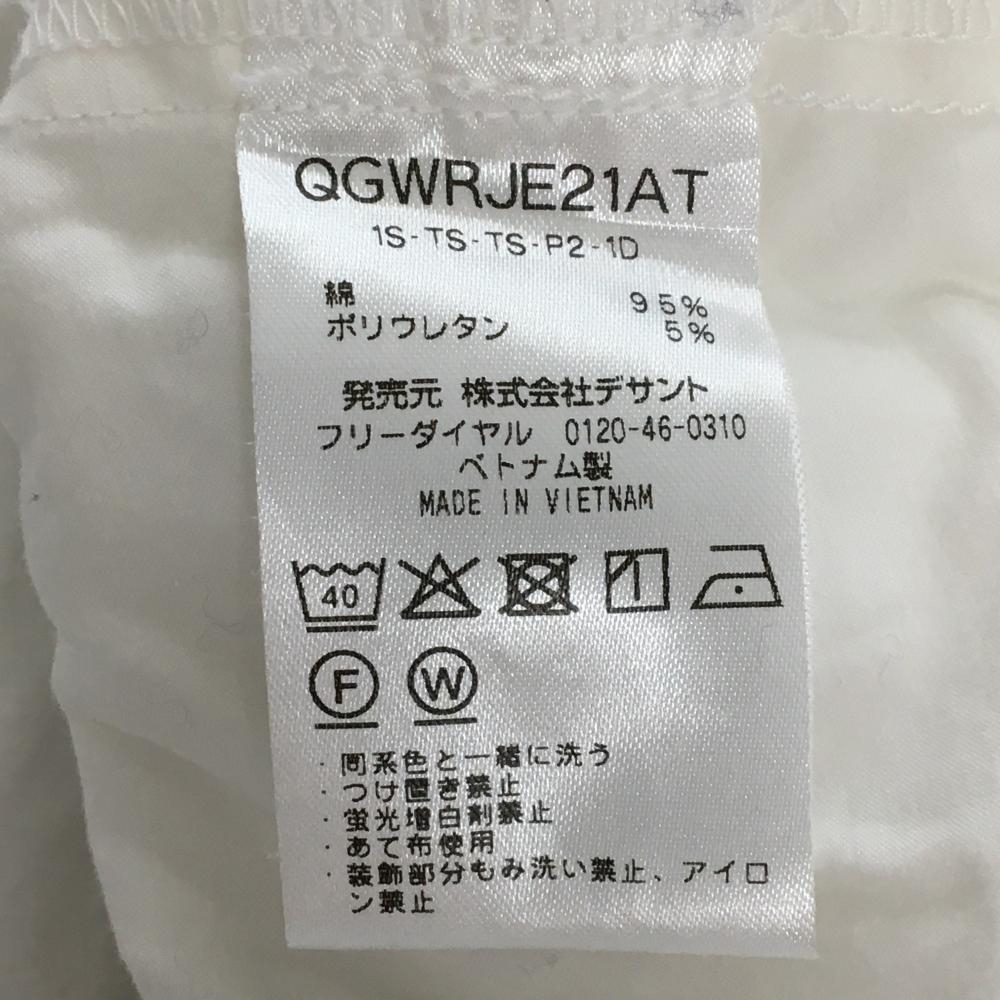 QGWRJE21AT
1S-TS-TS-P2-1D
綿 95%
ポリウレタン 5%
発売元 株式会社デサント
フリーダイヤル 0120-46-0310
ベトナム製
MADE IN VIETNAM
40
F W
・同系色と一緒に洗う
・つけ置き禁止
・蛍光増白剤禁止
・あて布使用
・装飾部分もみ洗い禁止、アイロ
ン禁止